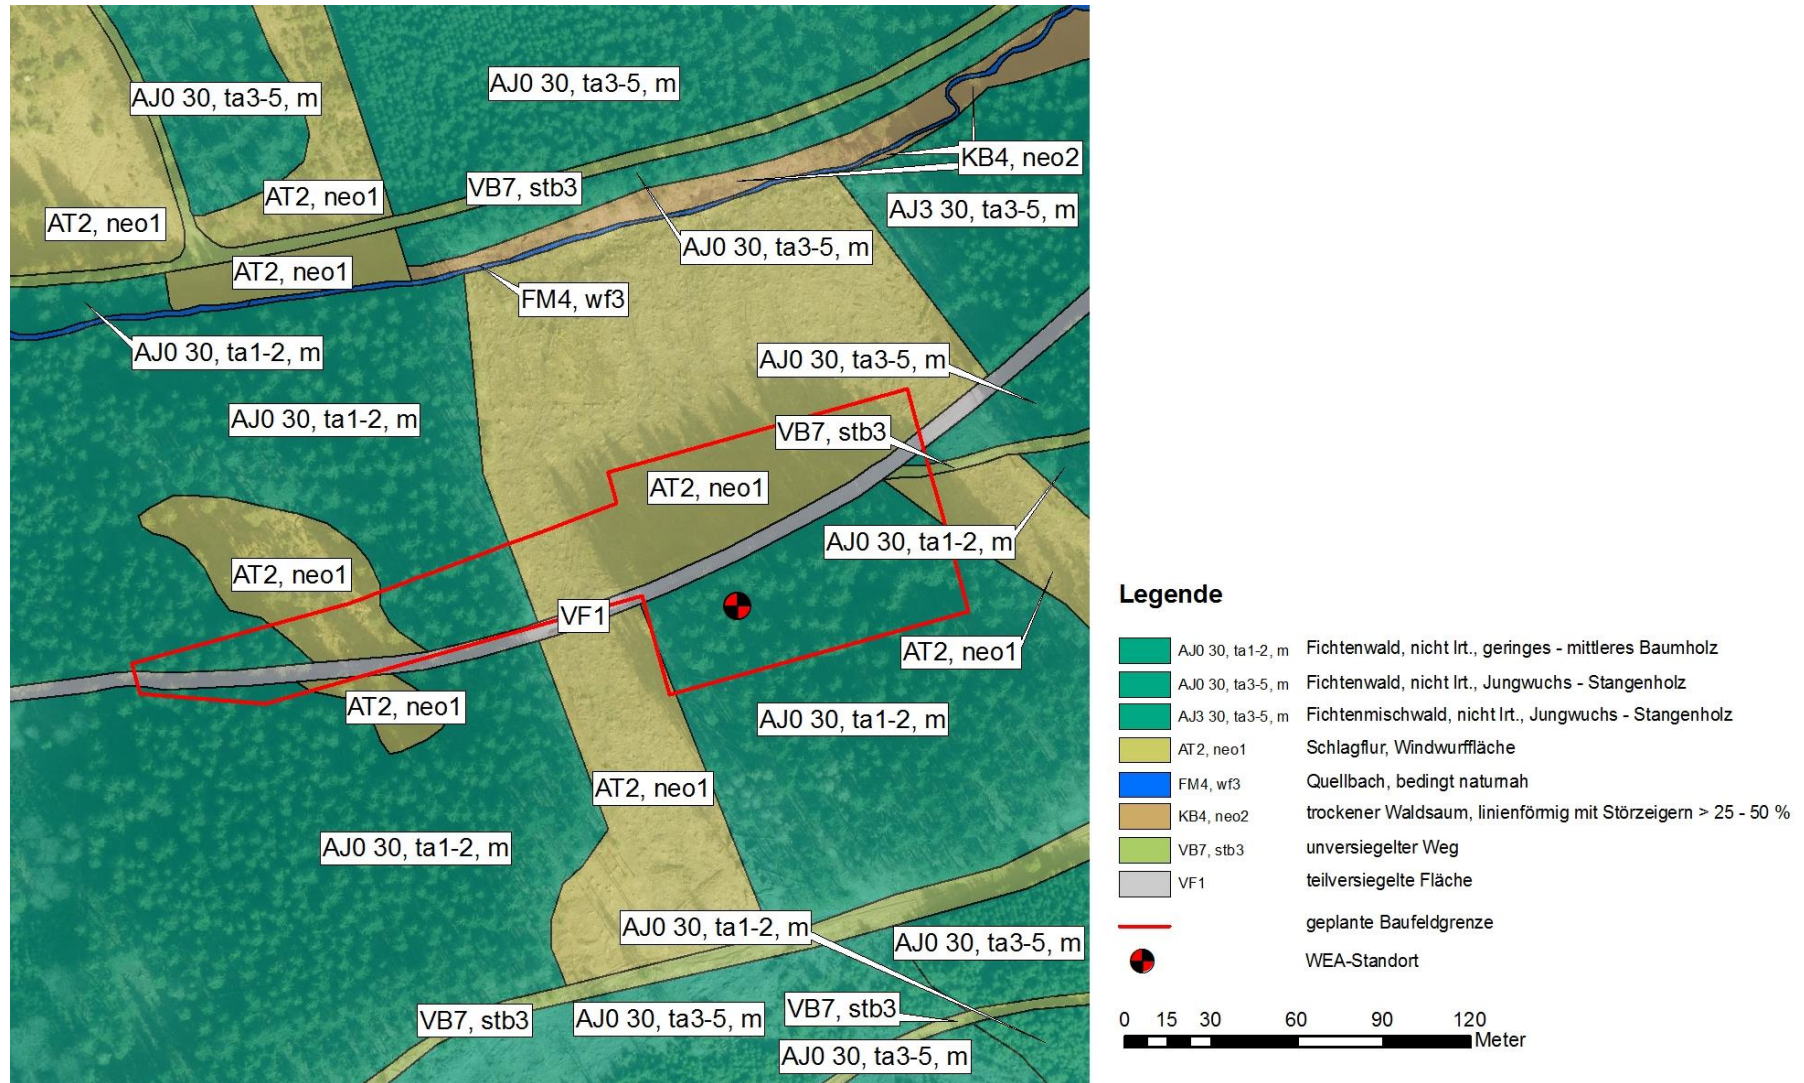 AJ0 30, ta3-5, m
AJ0 30, ta3-5, m
KB4, neo2
VB7, stb3
AT2, neo1
AJ3 30, ta3-5, m
AT2, neo1
AJ0 30, ta3-5, m
AT2, neo1
FM4, wf3
AJ0 30, ta1-2, m
AJ0 30, ta3-5, m
AJ0 30, ta1-2, m
VB7, stb3
AT2, neo1
AJ0 30, ta1-2, m
AT2, neo1
VF1
AT2, neo1
AT2, neo1
AJ0 30, ta1-2, m
AT2, neo1
AJ0 30, ta1-2, m
AJ0 30, ta1-2, m
AJ0 30, ta3-5, m
VB7, stb3
AJ0 30, ta3-5, m
VB7, stb3
AJ0 30, ta3-5, m
Legende
AJ0 30, ta1-2, m Fichtenwald, nicht lrt., geringes - mittleres Baumholz
AJ0 30, ta3-5, m Fichtenwald, nicht lrt., Jungwuchs - Stangenholz
AJ3 30, ta3-5, m Fichtenmischwald, nicht lrt., Jungwuchs - Stangenholz
AT2, neo1 Schlagflur, Windwurffläche
FM4, wf3 Quellbach, bedingt naturnah
KB4, neo2 trockener Waldsaum, linienförmig mit Störzeigern > 25 - 50 %
VB7, stb3 unversiegelter Weg
VF1 teilversiegelte Fläche
geplante Baufeldgrenze
WEA-Standort
0 15 30 60 90 120
Meter